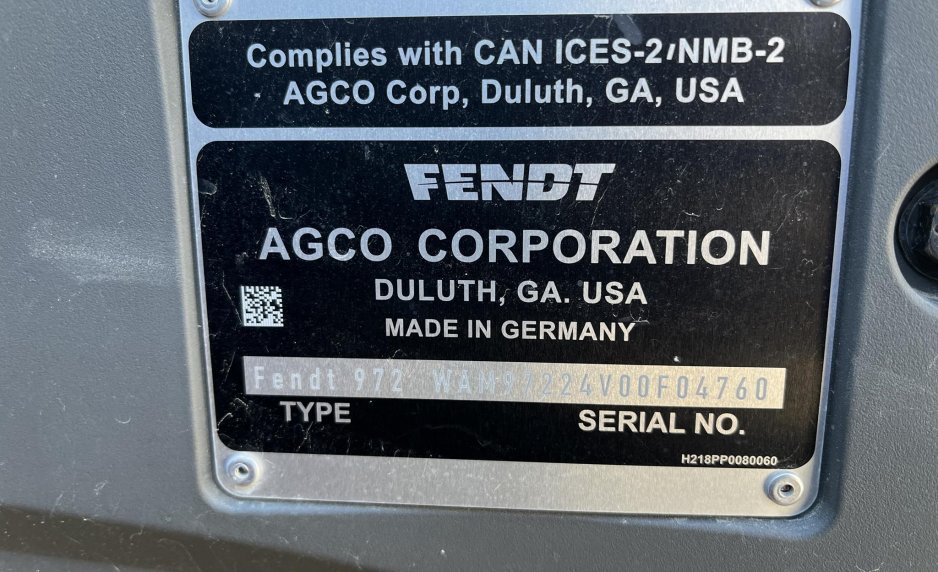 Complies with CAN ICES-2/NMB-2
AGCO Corp, Duluth, GA, USA
FENDT
AGCO CORPORATION
DULUTH, GA. USA
MADE IN GERMANY
Fendt 972 WAM97224V00F04760
TYPE SERIAL NO.
H218PP0080060